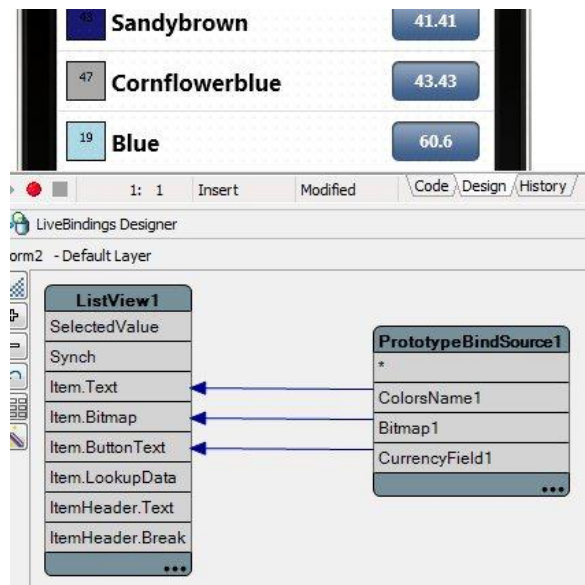 43 Sandybrown 41.41
47 Cornflowerblue 43.43
19 Blue 60.6
1: 1 Insert Modified Code Design History
LiveBindings Designer
orm2 - Default Layer
ListView1
SelectedValue
Synch
Item.Text
Item.Bitmap
Item.ButtonText
Item.LookupData
ItemHeader.Text
ItemHeader.Break
...
PrototypeBindSource1
*
ColorsName1
Bitmap1
CurrencyField1
...